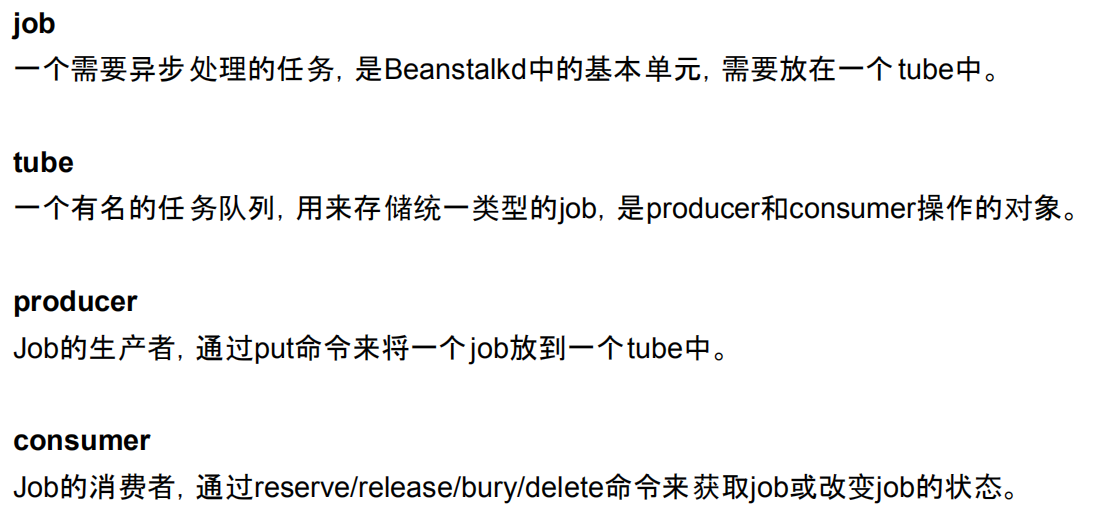 job
一个需要异步处理的任务，是Beanstalkd中的基本单元，需要放在一个tube中。
tube
一个有名的任务队列，用来存储统一类型的job，是producer和consumer操作的对象。
producer
Job的生产者，通过put命令来将一个job放到一个tube中。
consumer
Job的消费者，通过reserve/release/bury/delete命令来获取job或改变job的状态。